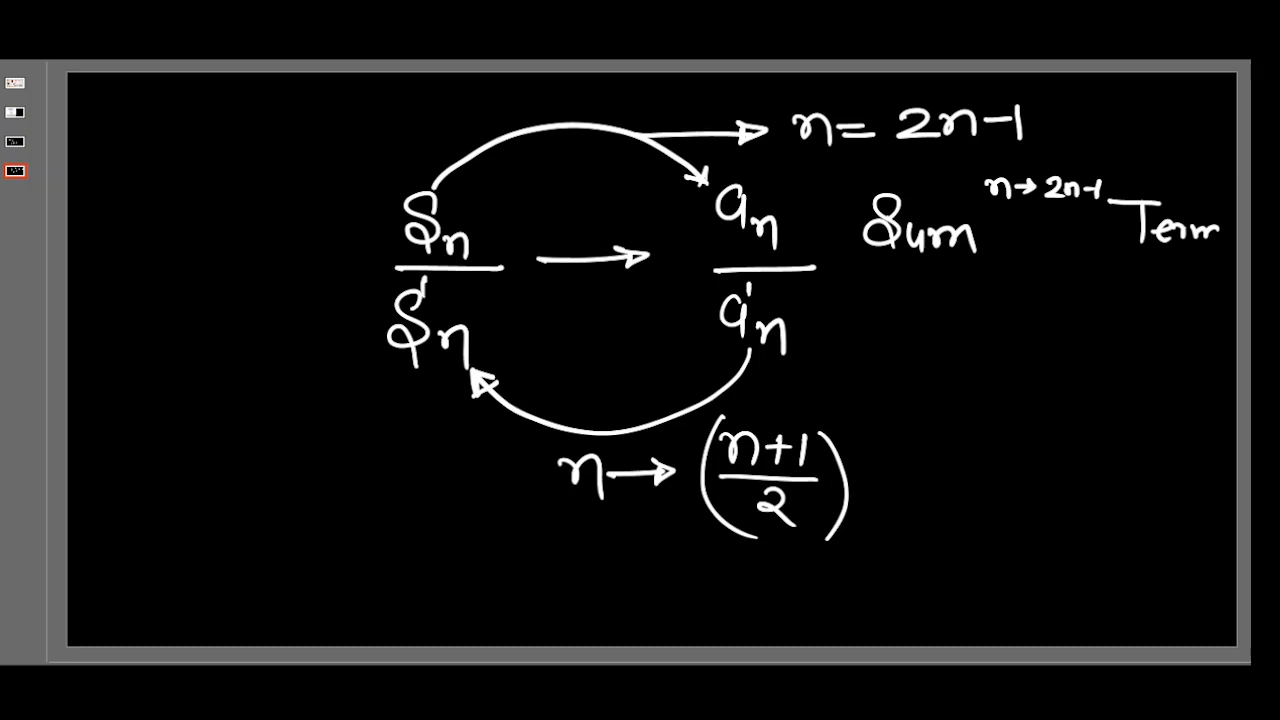 n = 2n-1
n → 2n-1
Sum Term
Sn → an
S'n a'n
n → (n+1/2)